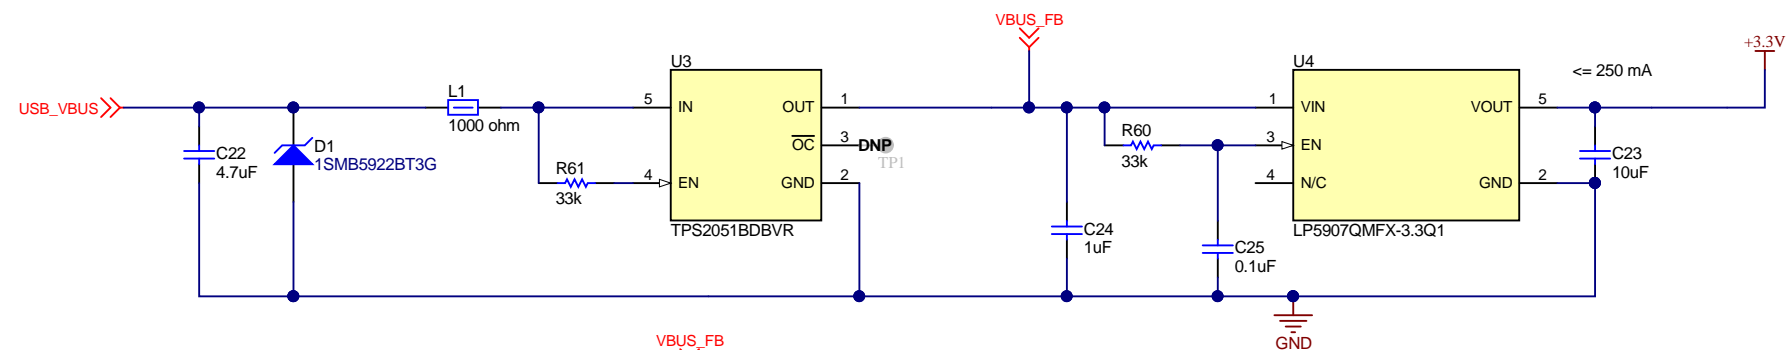 VBUS_FB
USB_VBUS
C22
4.7uF
D1
1SMB5922BT3G
L1
1000 ohm
R61
33k
U3
5 IN
4 EN
OUT 1
OC 3
GND 2
DNP
TP1
TPS2051BDBVR
C24
1uF
R60
33k
C25
0.1uF
U4
1 VIN
3 EN
4 N/C
VOUT 5
GND 2
LP5907QMFX-3.3Q1
<= 250 mA
+3.3V
C23
10uF
GND
VBUS_FB